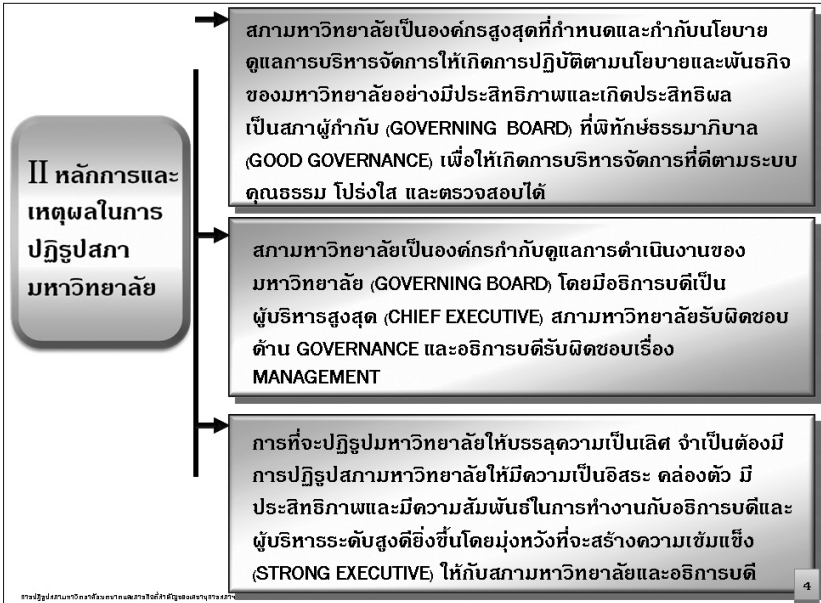 II หลักการและ
เหตุผลในการ
ปฏิรูปสภา
มหาวิทยาลัย
สภามหาวิทยาลัยเป็นองค์กรสูงสุดที่กำหนดและกำกับนโยบาย
ดูแลการบริหารจัดการให้เกิดการปฏิบัติตามนโยบายและพันธกิจ
ของมหาวิทยาลัยอย่างมีประสิทธิภาพและเกิดประสิทธิผล
เป็นสภาผู้กำกับ (GOVERNING BOARD) ที่พิทักษ์ธรรมาภิบาล
(GOOD GOVERNANCE) เพื่อให้เกิดการบริหารจัดการที่ดีตามระบบ
คุณธรรม โปร่งใส และตรวจสอบได้
สภามหาวิทยาลัยเป็นองค์กรกำกับดูแลการดำเนินงานของ
มหาวิทยาลัย (GOVERNING BOARD) โดยมีอธิการบดีเป็น
ผู้บริหารสูงสุด (CHIEF EXECUTIVE) สภามหาวิทยาลัยรับผิดชอบ
ด้าน GOVERNANCE และอธิการบดีรับผิดชอบเรื่อง
MANAGEMENT
การที่จะปฏิรูปมหาวิทยาลัยให้บรรลุความเป็นเลิศ จำเป็นต้องมี
การปฏิรูปสภามหาวิทยาลัยให้มีความเป็นอิสระ คล่องตัว มี
ประสิทธิภาพและมีความสัมพันธ์ในการทำงานกับอธิการบดีและ
ผู้บริหารระดับสูงดียิ่งขึ้นโดยมุ่งหวังที่จะสร้างความเข้มแข็ง
(STRONG EXECUTIVE) ให้กับสภามหาวิทยาลัยและอธิการบดี
การปฏิรูปสภามหาวิทยาลัย
4